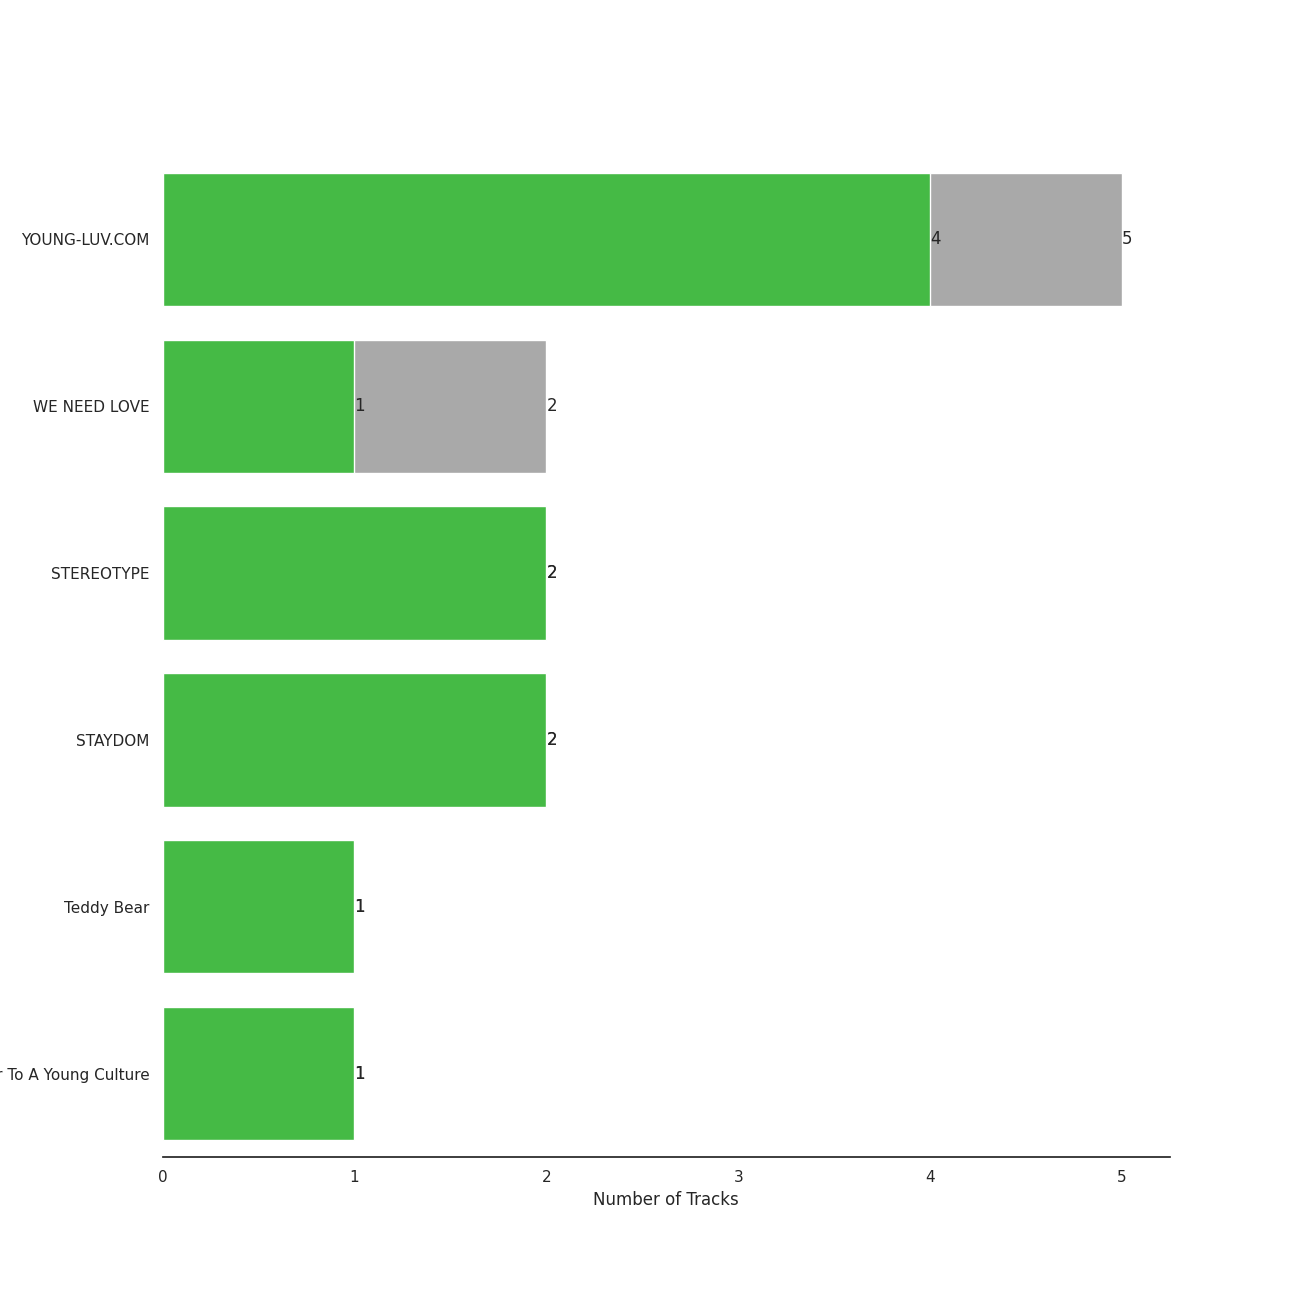 YOUNG-LUV.COM 4 5
WE NEED LOVE 1 2
STEREOTYPE 2
STAYDOM 2
Teddy Bear 1
To A Young Culture 1
0 1 2 3 4 5
Number of Tracks